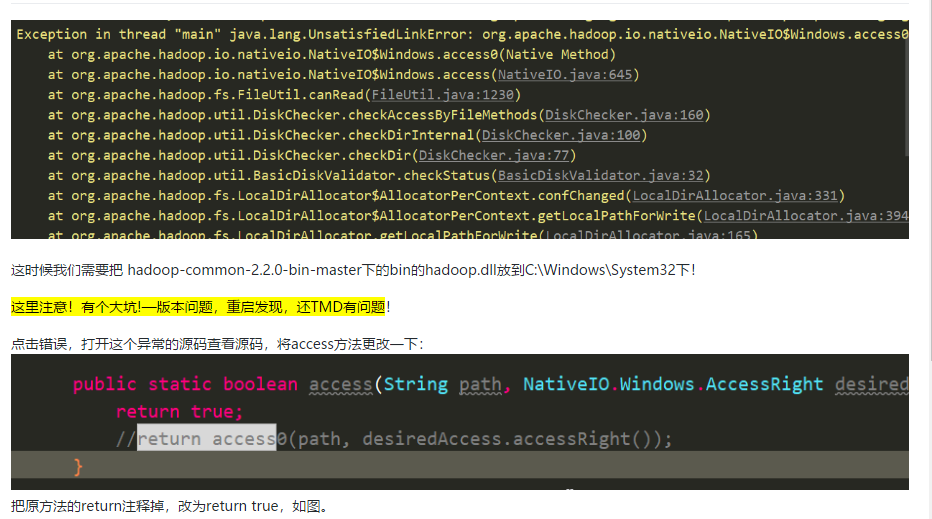 Exception in thread "main" java.lang.UnsatisfiedLinkError: org.apache.hadoop.io.nativeio.NativeIO$Windows.access0
at org.apache.hadoop.io.nativeio.NativeIO$Windows.access0(Native Method)
at org.apache.hadoop.io.nativeio.NativeIO$Windows.access(NativeIO.java:645)
at org.apache.hadoop.fs.FileUtil.canRead(FileUtil.java:1230)
at org.apache.hadoop.util.DiskChecker.checkAccessByFileMethods(DiskChecker.java:160)
at org.apache.hadoop.util.DiskChecker.checkDirInternal(DiskChecker.java:100)
at org.apache.hadoop.util.DiskChecker.checkDir(DiskChecker.java:77)
at org.apache.hadoop.util.BasicDiskValidator.checkStatus(BasicDiskValidator.java:32)
at org.apache.hadoop.fs.LocalDirAllocator$AllocatorPerContext.confChanged(LocalDirAllocator.java:331)
at org.apache.hadoop.fs.LocalDirAllocator$AllocatorPerContext.getLocalPathForWrite(LocalDirAllocator.java:394
at org.apache.hadoop.fs.LocalDirAllocator.getLocalPathForWrite(LocalDirAllocator.java:165)
这时候我们需要把 hadoop-common-2.2.0-bin-master下的bin的hadoop.dll放到C:\Windows\System32下！
这里注意！有个大坑!—版本问题，重启发现，还TMD有问题！
点击错误，打开这个异常的源码查看源码，将access方法更改一下：
public static boolean access(String path, NativeIO.Windows.AccessRight desired
return true;
//return access0(path, desiredAccess.accessRight());
}
把原方法的return注释掉，改为return true，如图。